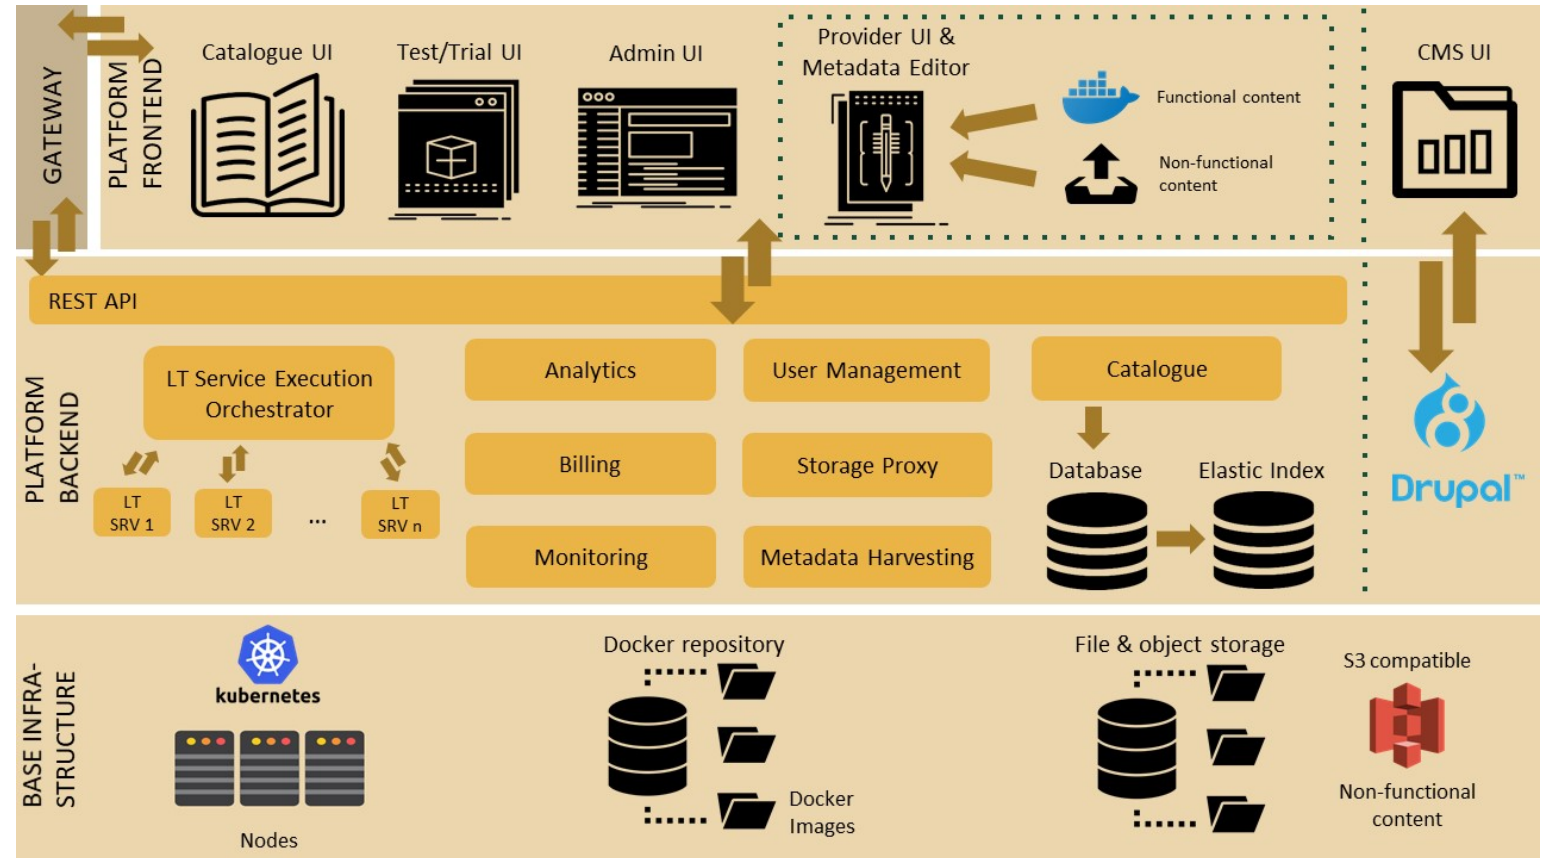 GATEWAY
PLATFORM
FRONTEND
Catalogue UI
Test/Trial UI
Admin UI
Provider UI &
Metadata Editor
Functional content
Non-functional
content
CMS UI
PLATFORM
BACKEND
REST API
LT Service Execution
Orchestrator
LT
SRV 1
LT
SRV 2
...
LT
SRV n
Analytics
User Management
Catalogue
Billing
Storage Proxy
Monitoring
Metadata Harvesting
Database
Elastic Index
Drupal™
BASE INFRA-
STRUCTURE
kubernetes
Nodes
Docker repository
Docker
Images
File & object storage
S3 compatible
Non-functional
content